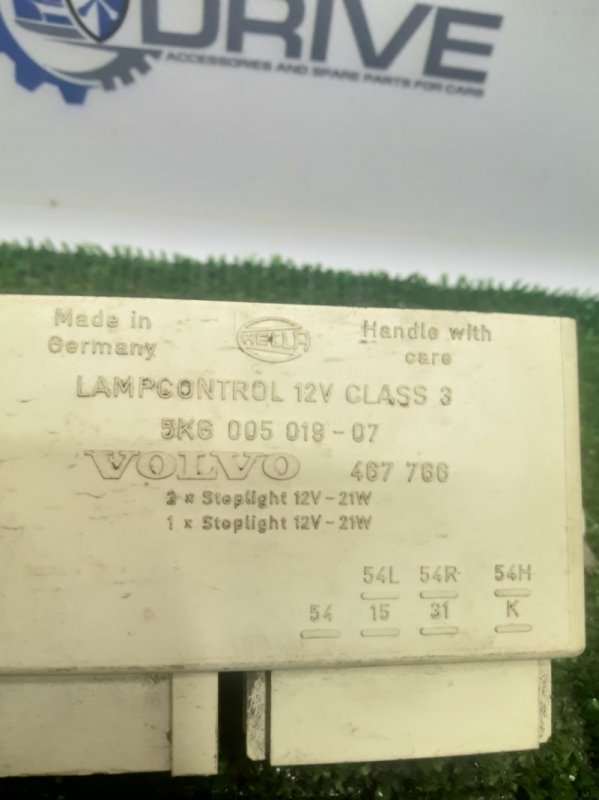 DRIVE
ACCESSORIES AND SPARE PARTS FOR CARS
Made in
Germany
HELLA
Handle with
care
LAMPCONTROL 12V CLASS 3
5KG 005 019-07
VOLVO 467 766
2 x Stoplight 12V-21W
1 x Stoplight 12V-21W
54L 54R 54H
54 15 31 K